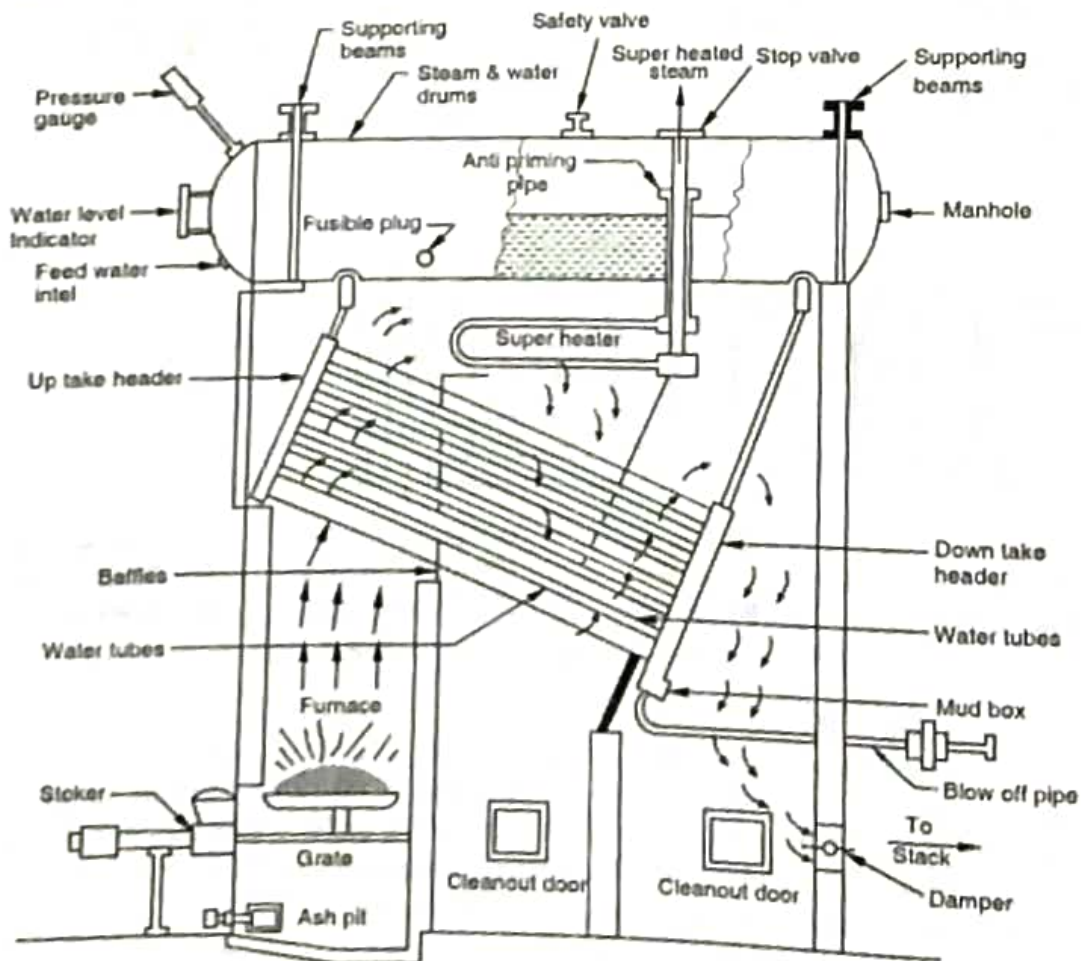 Safety valve
Supporting
beams
Super heated
steam
Stop valve
Supporting
beams
Steam & water
drums
Pressure
gauge
Anti priming
pipe
Water level
Indicator
Fusible plug
Manhole
Feed water
intel
Super heater
Up take header
Baffles
Down take
header
Water tubes
Water tubes
Furnace
Mud box
Stoker
Blow off pipe
Grate
To
Stack
Cleanout door
Cleanout door
Damper
Ash pit